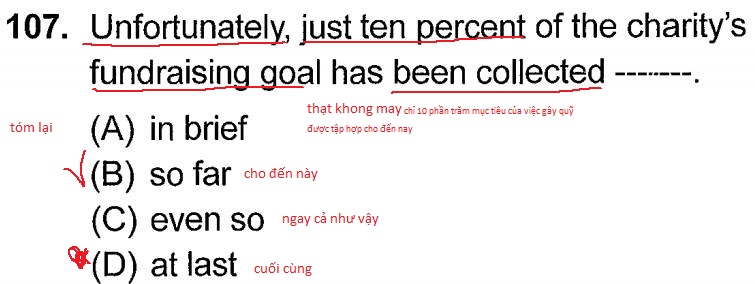 107. Unfortunately, just ten percent of the charity's
fundraising goal has been collected --------.
thạt khong may chỉ 10 phần trăm mục tiêu của việc gây quỹ
được tập hợp cho đến nay
tóm lại (A) in brief
(B) so far cho đến này
(C) even so ngay cả như vậy
(D) at last cuối cùng